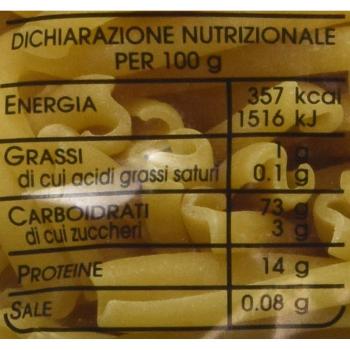 DICHIARAZIONE NUTRIZIONALE
PER 100 g
ENERGIA 357 kcal
1516 kJ
GRASSI 1 g
di cui acidi grassi saturi 0.1 g
CARBOIDRATI 73 g
di cui zuccheri 3 g
PROTEINE 14 g
SALE 0.08 g